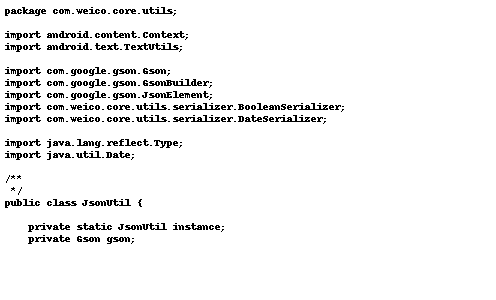 package com.weico.core.utils;

import android.content.Context;
import android.text.TextUtils;

import com.google.gson.Gson;
import com.google.gson.GsonBuilder;
import com.google.gson.JsonElement;
import com.weico.core.utils.serializer.BooleanSerializer;
import com.weico.core.utils.serializer.DateSerializer;

import java.lang.reflect.Type;
import java.util.Date;

/**
 */
public class JsonUtil {

    private static JsonUtil instance;
    private Gson gson;